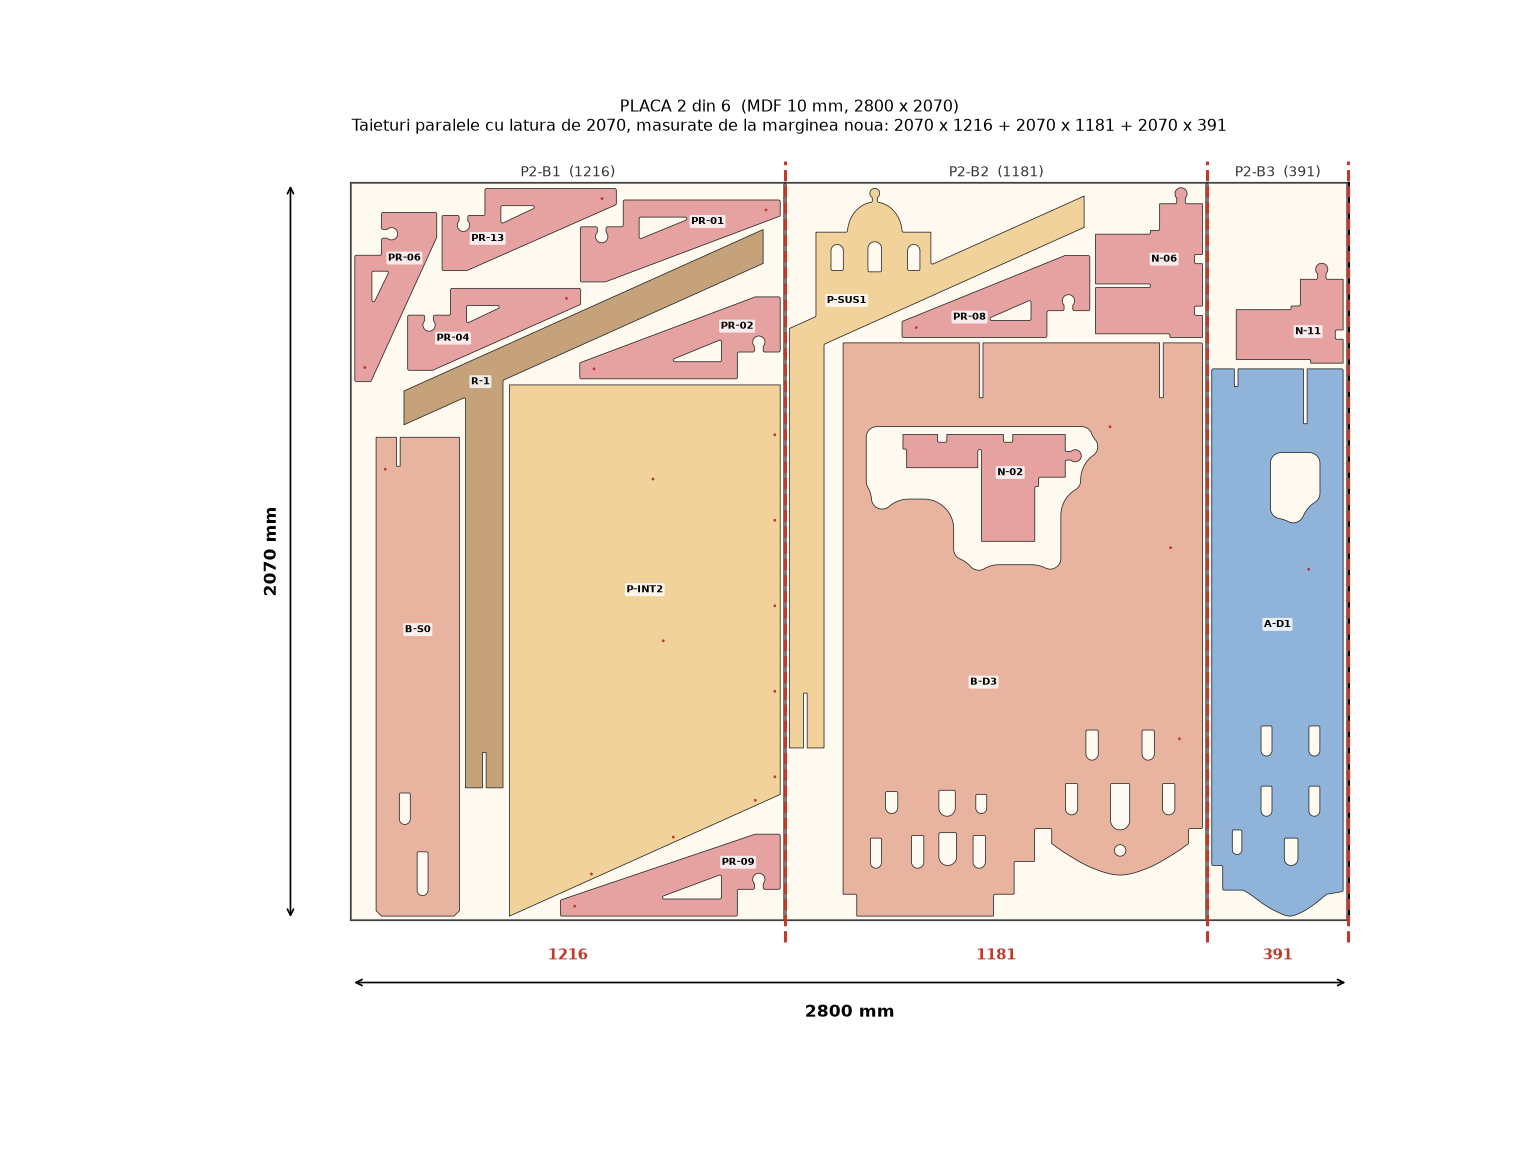 PLACA 2 din 6 (MDF 10 mm, 2800 x 2070)
Taieturi paralele cu latura de 2070, masurate de la marginea noua: 2070 x 1216 + 2070 x 1181 + 2070 x 391
P2-B1 (1216)
P2-B2 (1181)
P2-B3 (391)
PR-01
PR-13
PR-06
N-06
P-SUS1
PR-08
PR-02
N-11
PR-04
R-1
N-02
2070 mm
P-INT2
A-D1
B-S0
B-D3
PR-09
1216
1181
391
2800 mm